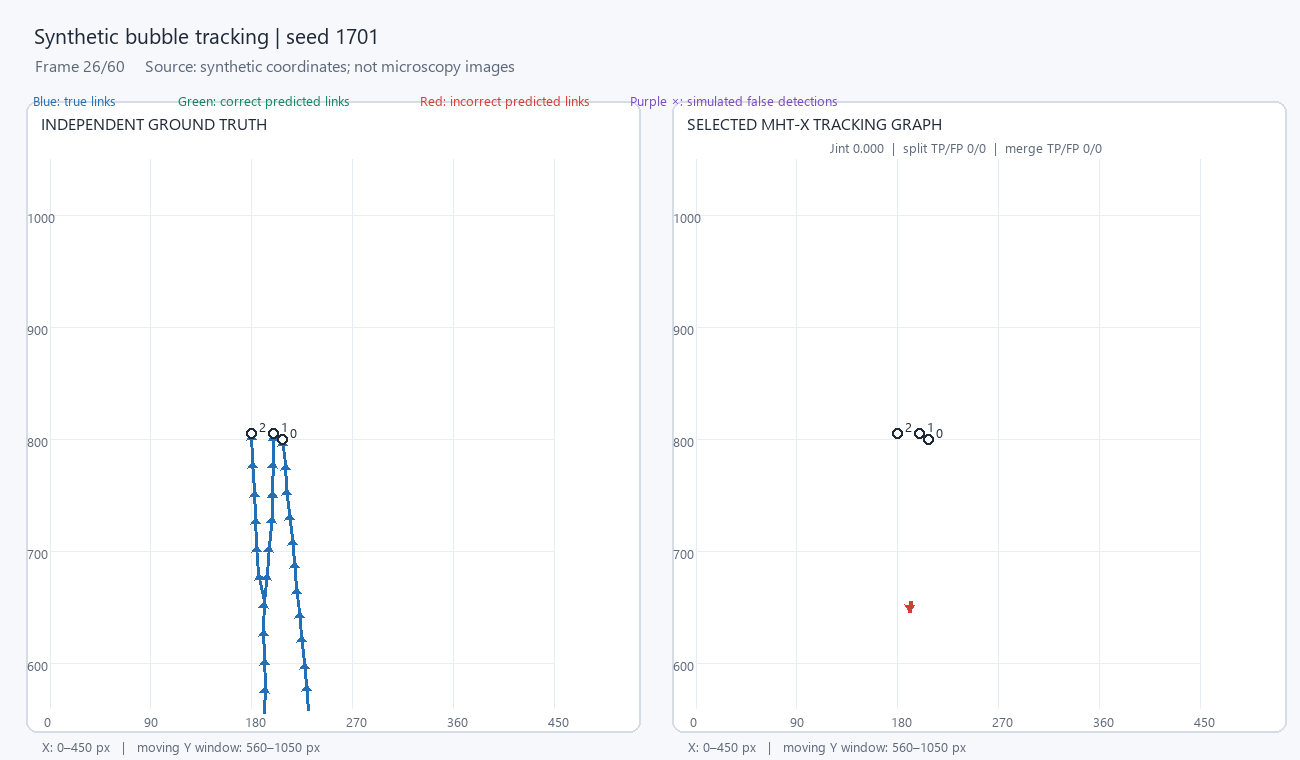 Synthetic bubble tracking | seed 1701
Frame 26/60 Source: synthetic coordinates; not microscopy images
Blue: true links Green: correct predicted links Red: incorrect predicted links Purple ×: simulated false detections
INDEPENDENT GROUND TRUTH
1000
900
800
700
600
2 1 0
0 90 180 270 360 450
X: 0–450 px | moving Y window: 560–1050 px
SELECTED MHT-X TRACKING GRAPH
Jint 0.000 | split TP/FP 0/0 | merge TP/FP 0/0
1000
900
800
700
600
2 1 0
0 90 180 270 360 450
X: 0–450 px | moving Y window: 560–1050 px